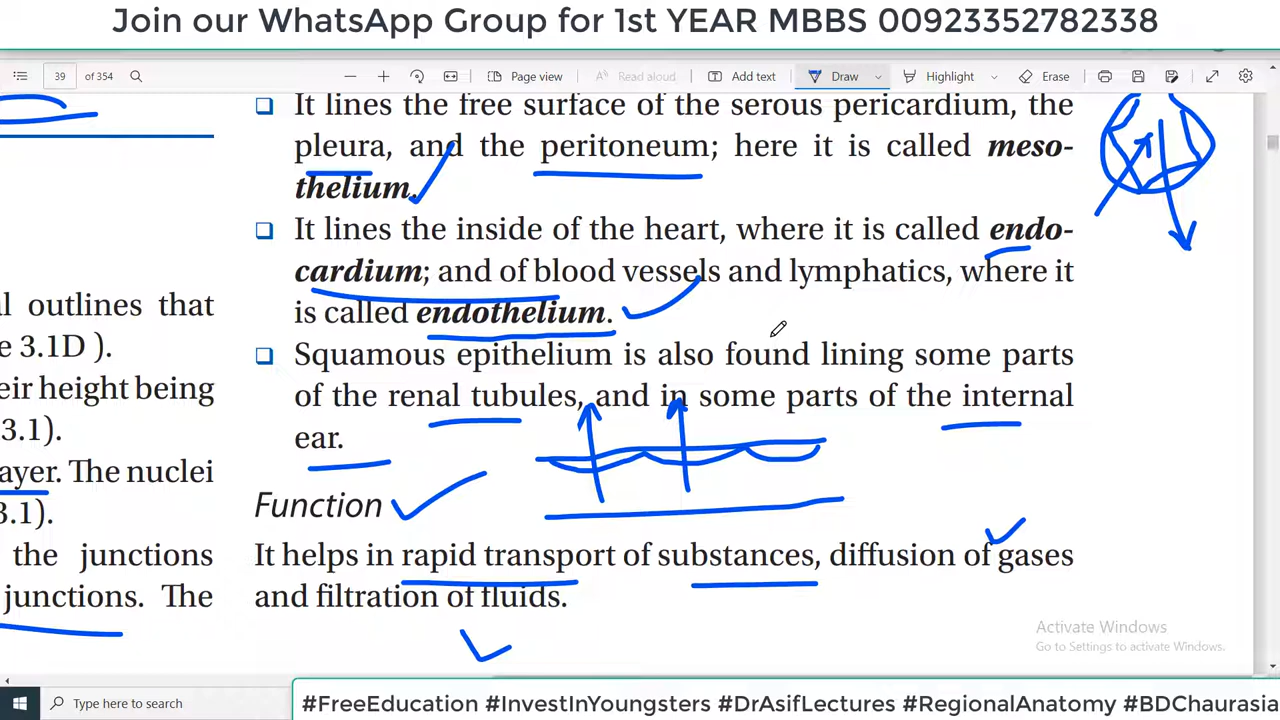 Join our WhatsApp Group for 1st YEAR MBBS 00923352782338
39 of 354
Page view
Read aloud
Add text
Draw
Highlight
Erase
It lines the free surface of the serous pericardium, the
pleura, and the peritoneum; here it is called meso-
thelium.
It lines the inside of the heart, where it is called endo-
cardium; and of blood vessels and lymphatics, where it
is called endothelium.
Squamous epithelium is also found lining some parts
of the renal tubules, and in some parts of the internal
ear.
Function
It helps in rapid transport of substances, diffusion of gases
and filtration of fluids.
l outlines that
e 3.1D ).
eir height being
3.1).
ayer. The nuclei
3.1).
the junctions
junctions. The
Activate Windows
Go to Settings to activate Windows.
Type here to search
#FreeEducation #InvestInYoungsters #DrAsifLectures #RegionalAnatomy #BDChaurasia